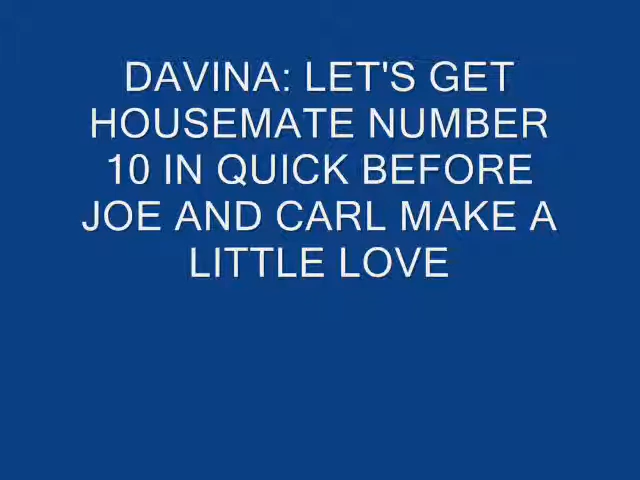 DAVINA: LET'S GET
HOUSEMATE NUMBER
10 IN QUICK BEFORE
JOE AND CARL MAKE A
LITTLE LOVE